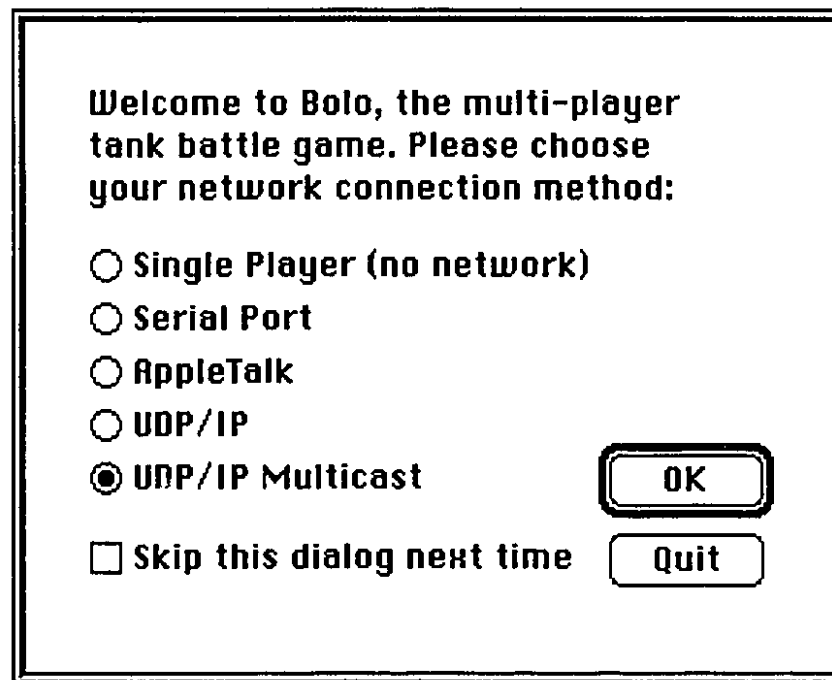 Welcome to Bolo, the multi-player
tank battle game. Please choose
your network connection method:
Single Player (no network)
Serial Port
AppleTalk
UDP/IP
UDP/IP Multicast
OK
Skip this dialog next time
Quit